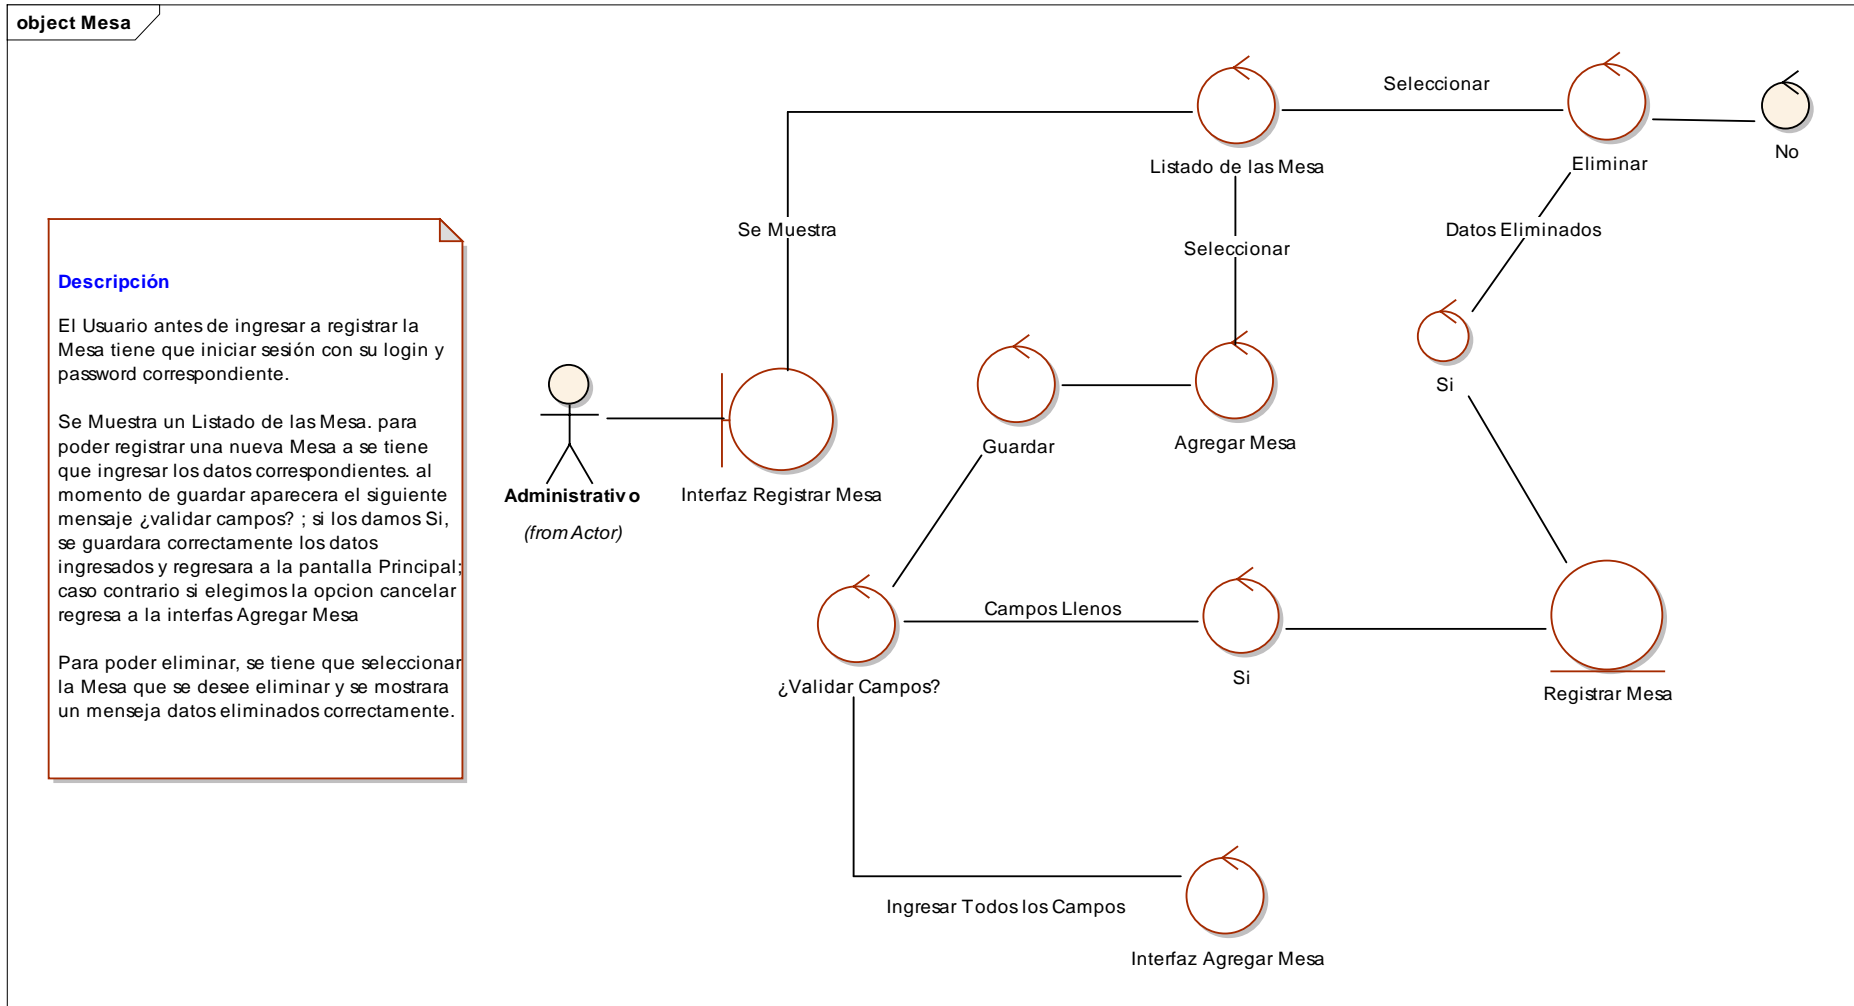 object Mesa
Seleccionar
No
Listado de las Mesa
Eliminar
Se Muestra
Datos Eliminados
Seleccionar
Descripción
El Usuario antes de ingresar a registrar la
Mesa tiene que iniciar sesión con su login y
password correspondiente.
Se Muestra un Listado de las Mesa. para
poder registrar una nueva Mesa a se tiene
que ingresar los datos correspondientes. al
momento de guardar aparecera el siguiente
mensaje ¿validar campos? ; si los damos Si,
se guardara correctamente los datos
ingresados y regresara a la pantalla Principal;
caso contrario si elegimos la opcion cancelar
regresa a la interfas Agregar Mesa
Para poder eliminar, se tiene que seleccionar
la Mesa que se desee eliminar y se mostrara
un menseja datos eliminados correctamente.
Si
Guardar
Agregar Mesa
Administrativo
(from Actor)
Interfaz Registrar Mesa
Campos Llenos
¿Validar Campos?
Si
Registrar Mesa
Ingresar Todos los Campos
Interfaz Agregar Mesa